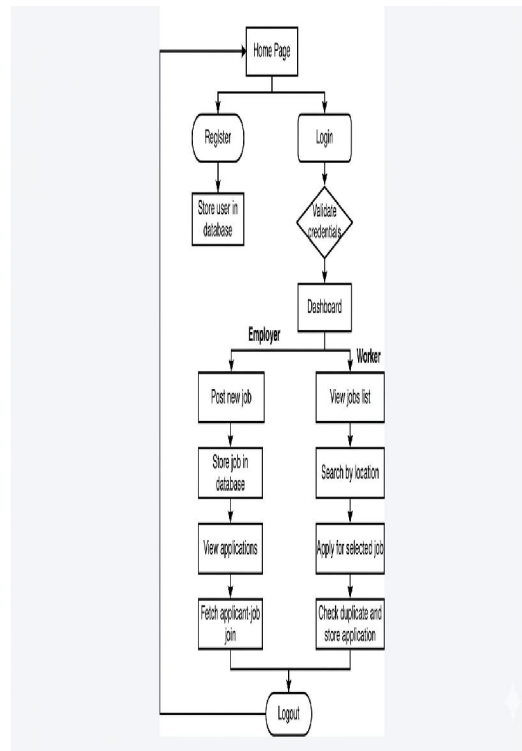 Home Page
Register
Login
Store user in
database
Validate
credentials
Dashboard
Employer
Worker
Post new job
View jobs list
Store job in
database
Search by location
View applications
Apply for selected job
Fetch applicant-job
join
Check duplicate and
store application
Logout